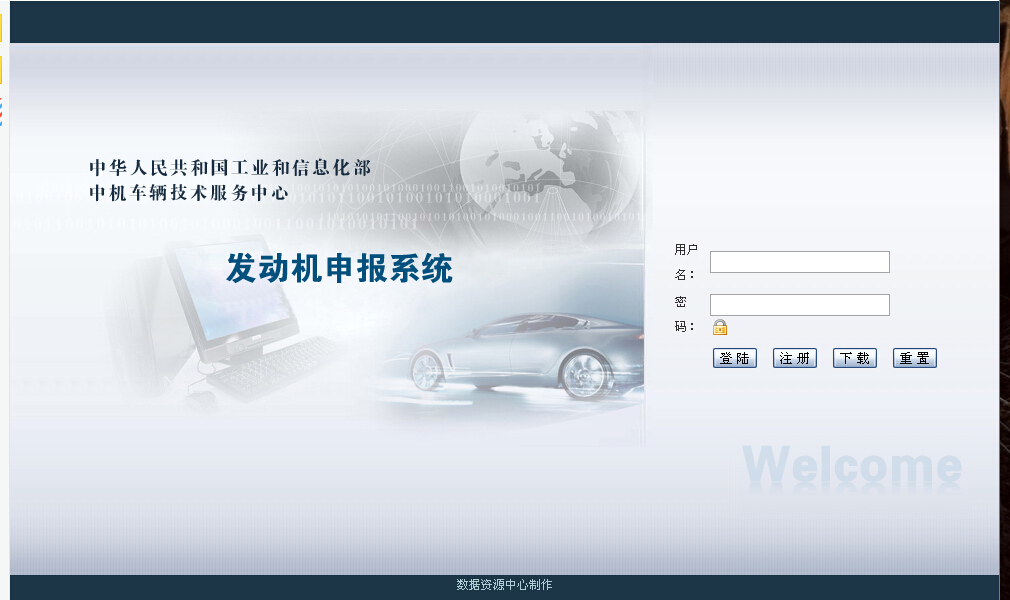 中华人民共和国工业和信息化部
中机车辆技术服务中心
发动机申报系统
用户
名：
密
码：
登陆 注册 下载 重置
Welcome
数据资源中心制作